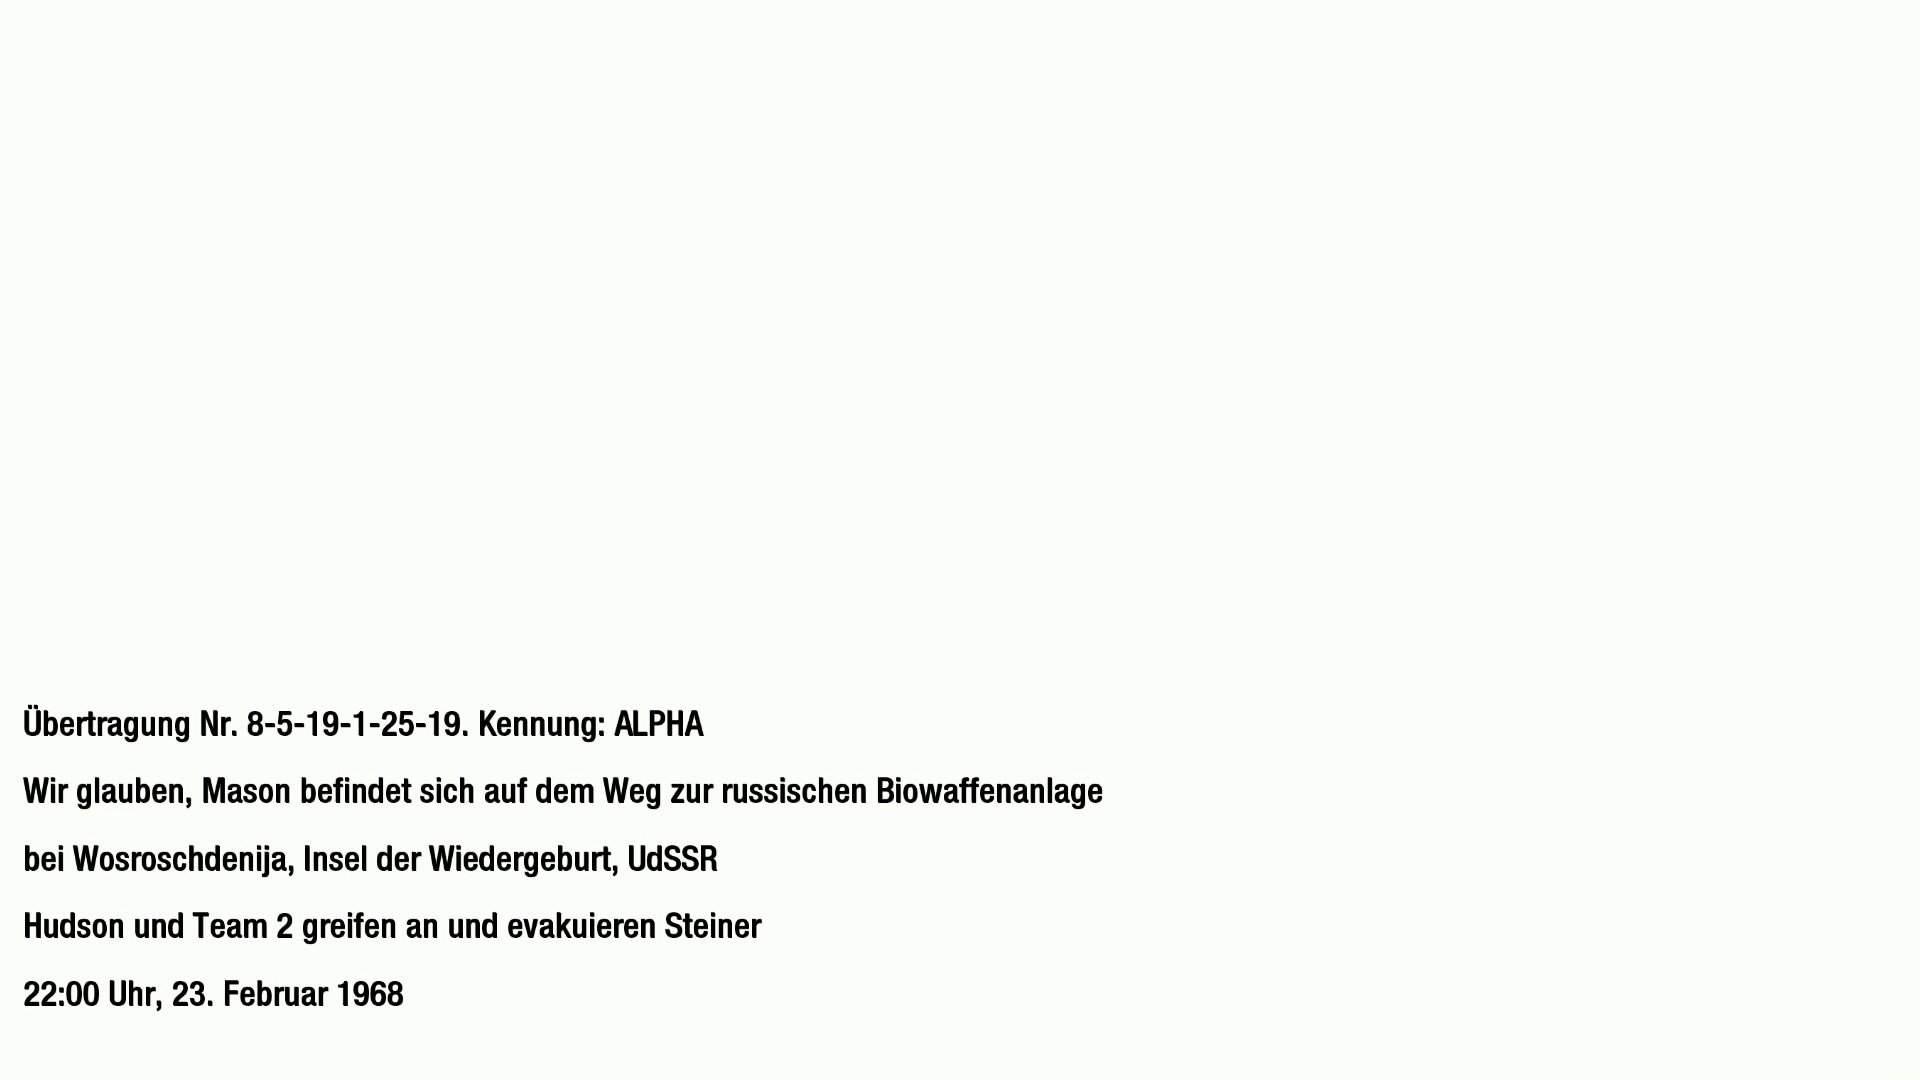 Übertragung Nr. 8-5-19-1-25-19. Kennung: ALPHA
Wir glauben, Mason befindet sich auf dem Weg zur russischen Biowaffenanlage
bei Wosroschdenija, Insel der Wiedergeburt, UdSSR
Hudson und Team 2 greifen an und evakuieren Steiner
22:00 Uhr, 23. Februar 1968